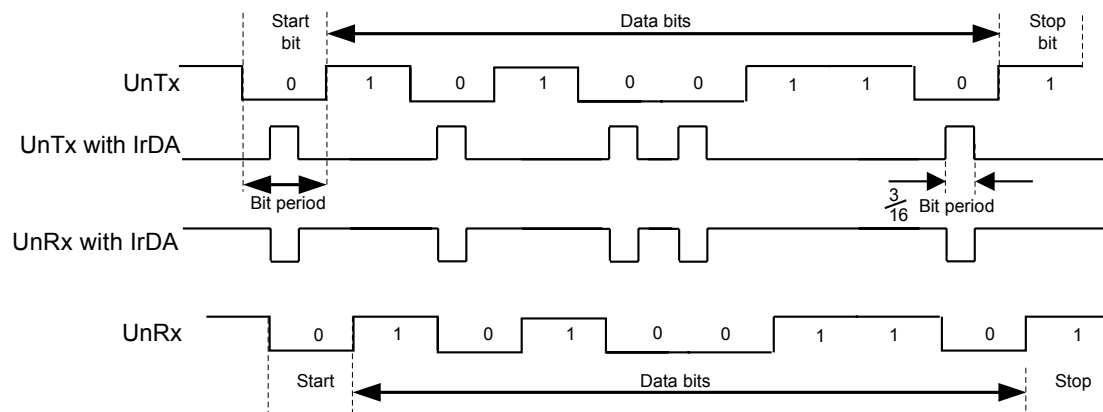 Start bit
Data bits
Stop bit
UnTx
0 1 0 1 0 0 1 1 0 1
UnTx with IrDA
Bit period
3/16 Bit period
UnRx with IrDA
UnRx
0 1 0 1 0 0 1 1 0 1
Start
Data bits
Stop